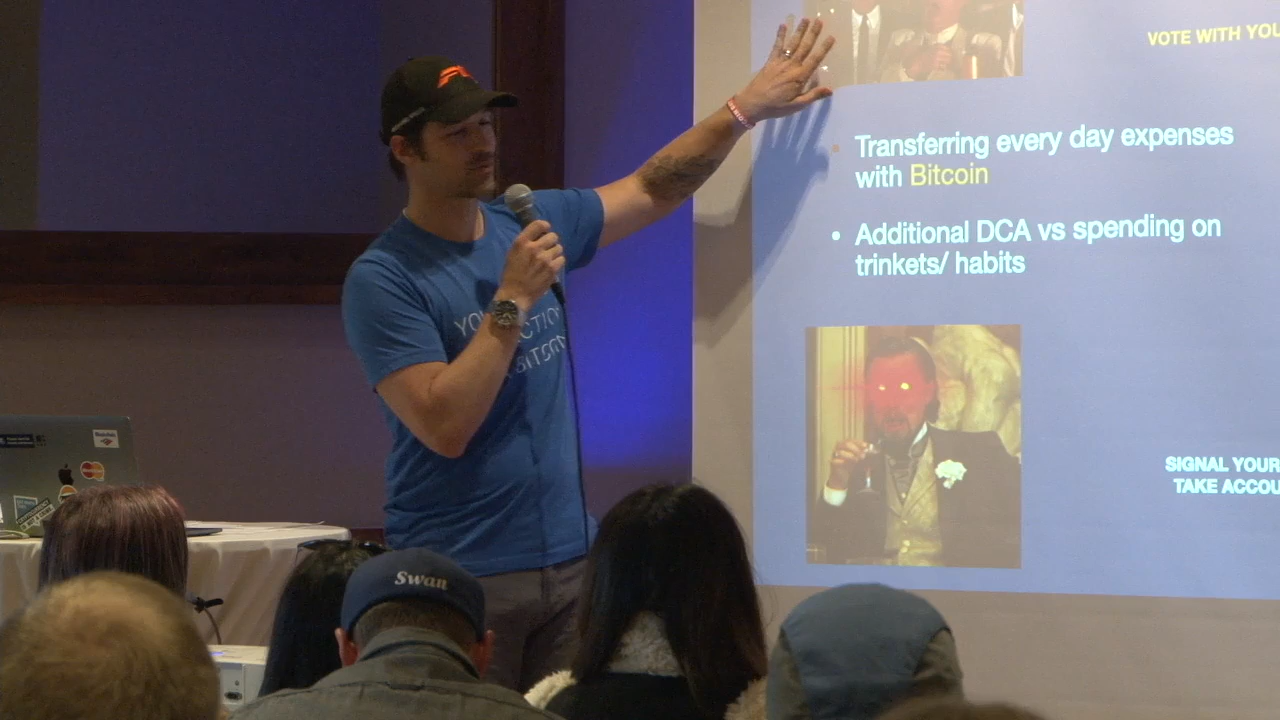 VOTE WITH YOU
Transferring every day expenses
with Bitcoin
Additional DCA vs spending on
trinkets/ habits
SIGNAL YOUR
TAKE ACCOU
Swan